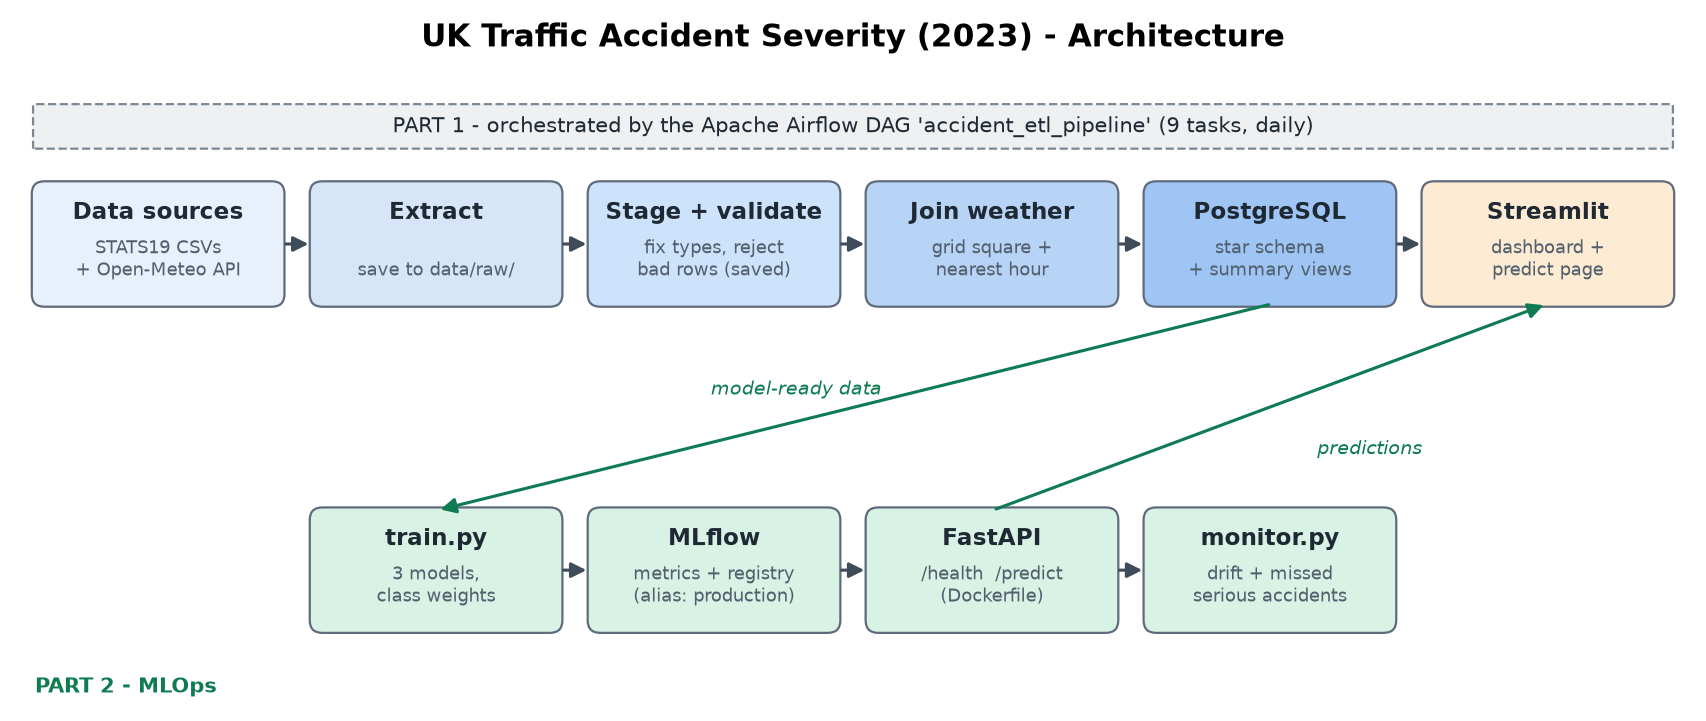 UK Traffic Accident Severity (2023) - Architecture
PART 1 - orchestrated by the Apache Airflow DAG 'accident_etl_pipeline' (9 tasks, daily)
Data sources
STATS19 CSVs
+ Open-Meteo API
Extract
save to data/raw/
Stage + validate
fix types, reject
bad rows (saved)
Join weather
grid square +
nearest hour
PostgreSQL
star schema
+ summary views
Streamlit
dashboard +
predict page
model-ready data
predictions
train.py
3 models,
class weights
MLflow
metrics + registry
(alias: production)
FastAPI
/health  /predict
(Dockerfile)
monitor.py
drift + missed
serious accidents
PART 2 - MLOps